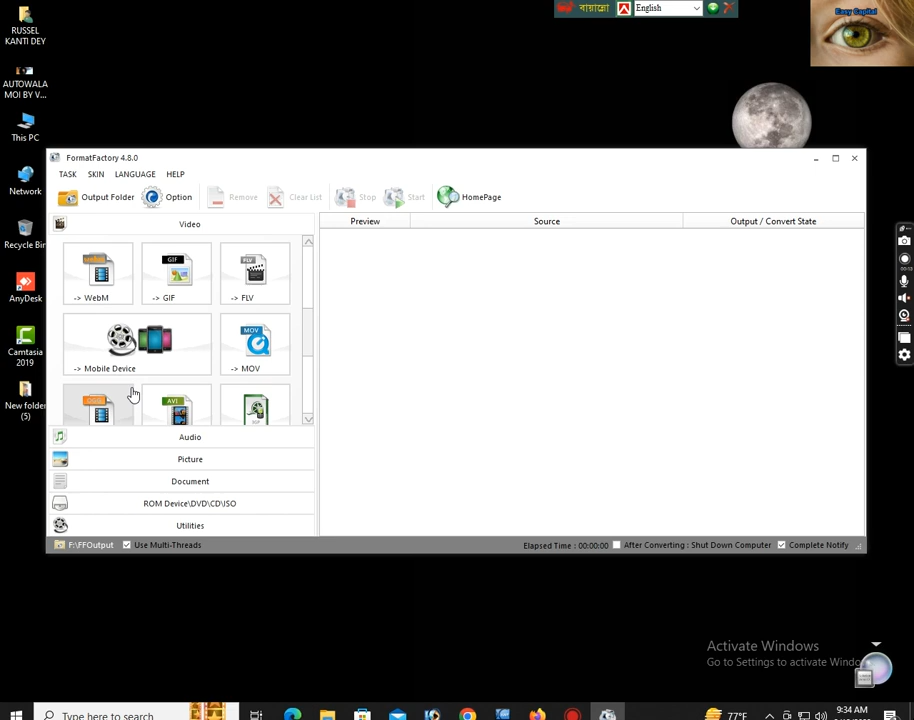 RUSSEL
KANTI DEY
AUTOWALA
MOI BY V...
This PC
Network
Recycle Bin
AnyDesk
Camtasia
2019
New folder
(5)
বায়ান্নো
English
Easy Capital
FormatFactory 4.8.0
TASK SKIN LANGUAGE HELP
Output Folder Option Remove Clear List Stop Start HomePage
Video
Preview Source Output / Convert State
GIF FLV
-> WebM -> GIF -> FLV
MOV
-> Mobile Device -> MOV
AVI
Audio
Picture
Document
ROM Device\DVD\CD\ISO
Utilities
F:\FFOutput Use Multi-Threads Elapsed Time : 00:00:00 After Converting : Shut Down Computer Complete Notify
Activate Windows
Go to Settings to activate Windo
Type here to search 77°F 9:34 AM